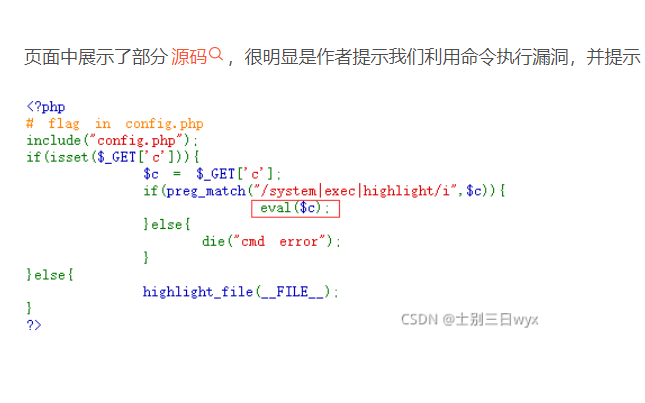 页面中展示了部分 源码 ，很明显是作者提示我们利用命令执行漏洞，并提示
<?php
# flag in config.php
include("config.php");
if(isset($_GET['c'])){
$c = $_GET['c'];
if(preg_match("/system|exec|highlight/i",$c)){
eval($c);
}else{
die("cmd error");
}
}else{
highlight_file(__FILE__);
}
?>
CSDN @士别三日wyx